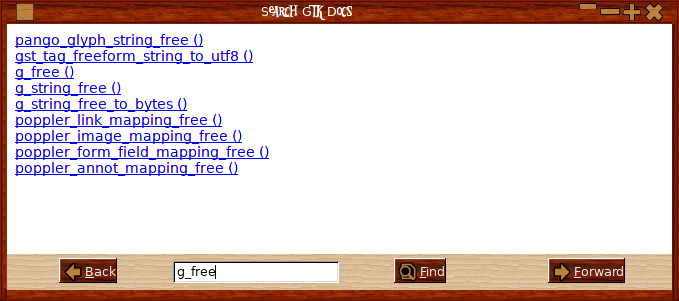 Search GTK Docs
pango_glyph_string_free ()
gst_tag_freeform_string_to_utf8 ()
g_free ()
g_string_free ()
g_string_free_to_bytes ()
poppler_link_mapping_free ()
poppler_image_mapping_free ()
poppler_form_field_mapping_free ()
poppler_annot_mapping_free ()
Back g_free Find Forward